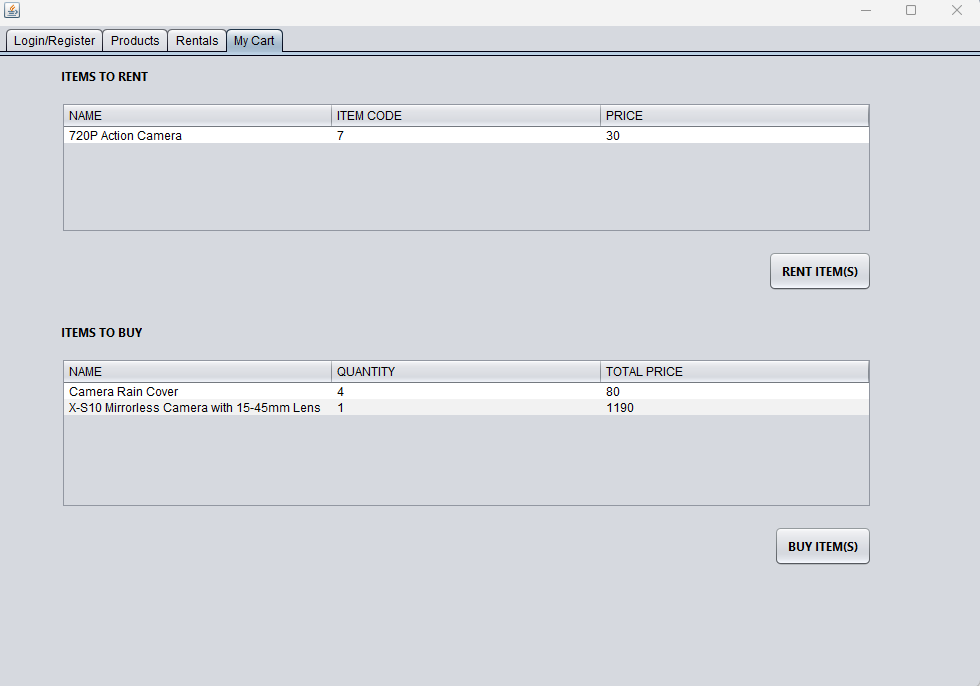 Login/Register Products Rentals My Cart
ITEMS TO RENT
NAME ITEM CODE PRICE
720P Action Camera 7 30
RENT ITEM(S)
ITEMS TO BUY
NAME QUANTITY TOTAL PRICE
Camera Rain Cover 4 80
X-S10 Mirrorless Camera with 15-45mm Lens 1 1190
BUY ITEM(S)